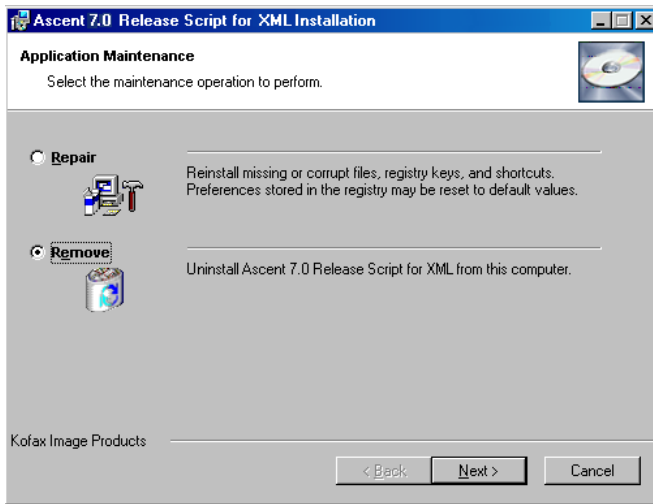 Ascent 7.0 Release Script for XML Installation
Application Maintenance
Select the maintenance operation to perform.
Repair
Reinstall missing or corrupt files, registry keys, and shortcuts.
Preferences stored in the registry may be reset to default values.
Remove
Uninstall Ascent 7.0 Release Script for XML from this computer.
Kofax Image Products
< Back Next > Cancel